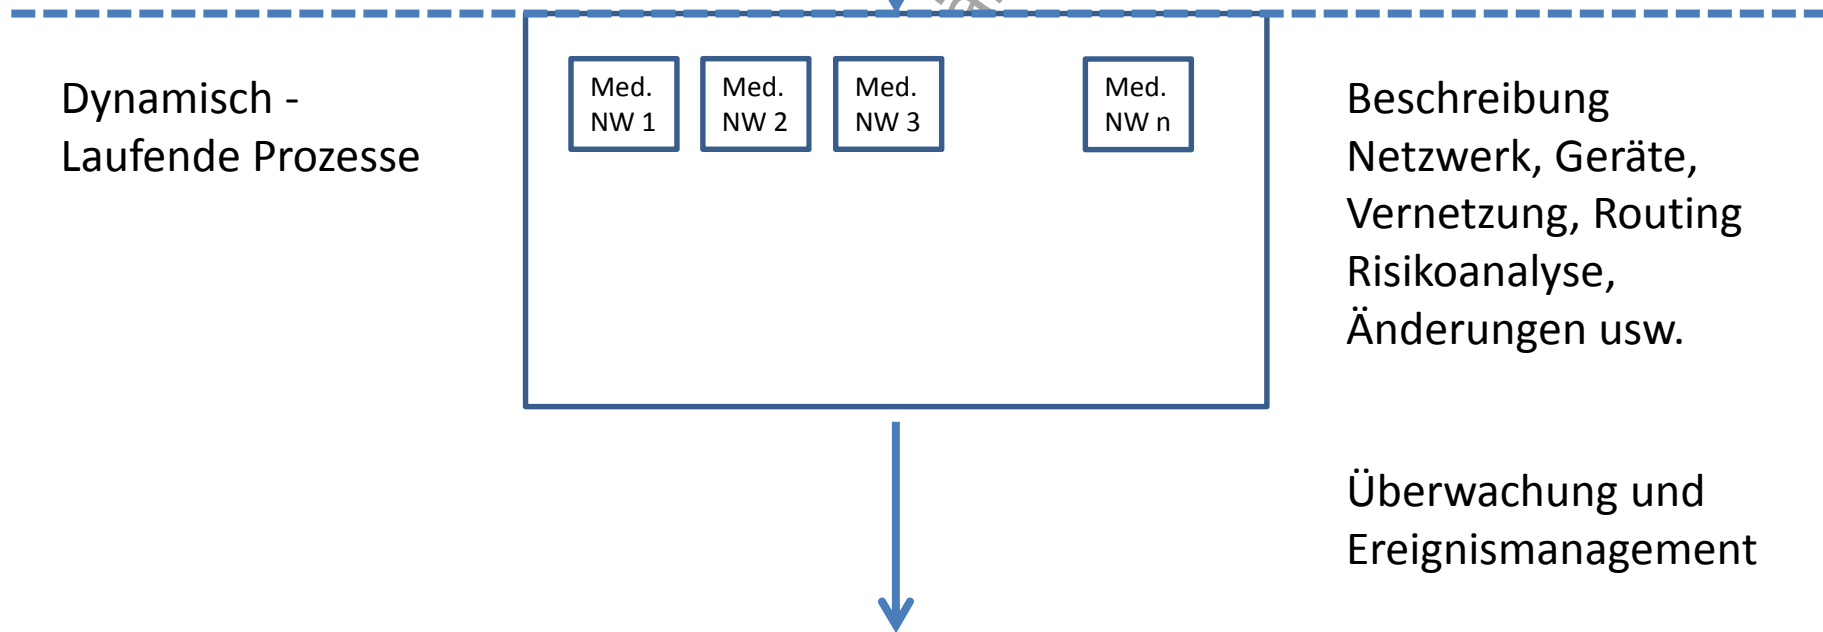 Dynamisch -
Laufende Prozesse
Med.
NW 1
Med.
NW 2
Med.
NW 3
Med.
NW n
Beschreibung
Netzwerk, Geräte,
Vernetzung, Routing
Risikoanalyse,
Änderungen usw.
Überwachung und
Ereignismanagement